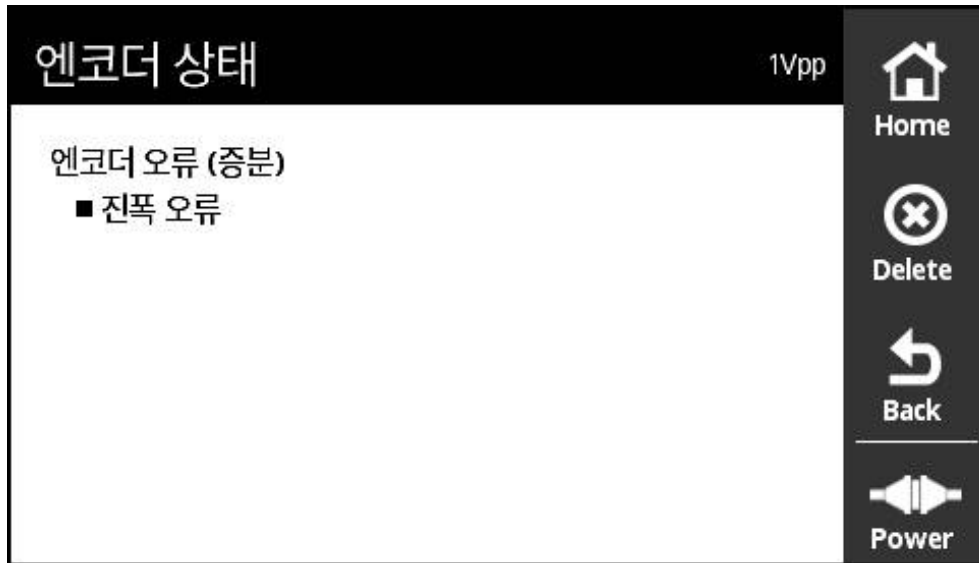 엔코더 상태
1Vpp
엔코더 오류 (증분)
■ 진폭 오류
Home
Delete
Back
Power